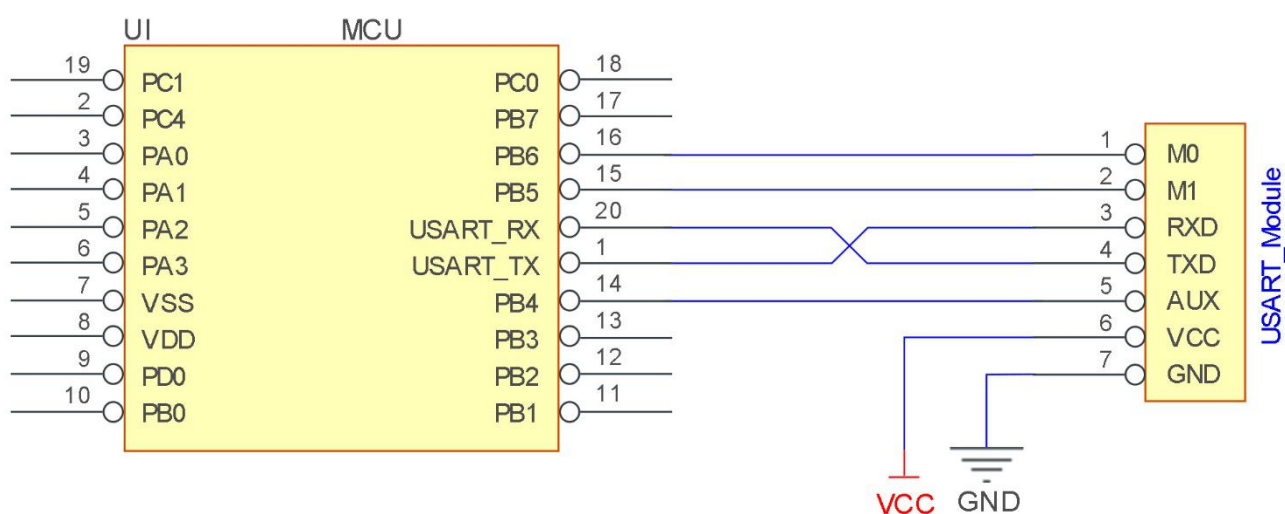 UI MCU
19 PC1 PC0 18
2 PC4 PB7 17
3 PA0 PB6 16 1 M0
4 PA1 PB5 15 2 M1
5 PA2 USART_RX 20 3 RXD
6 PA3 USART_TX 1 4 TXD
7 VSS PB4 14 5 AUX
8 VDD PB3 13 6 VCC
9 PD0 PB2 12 7 GND
10 PB0 PB1 11
USART_Module
VCC GND